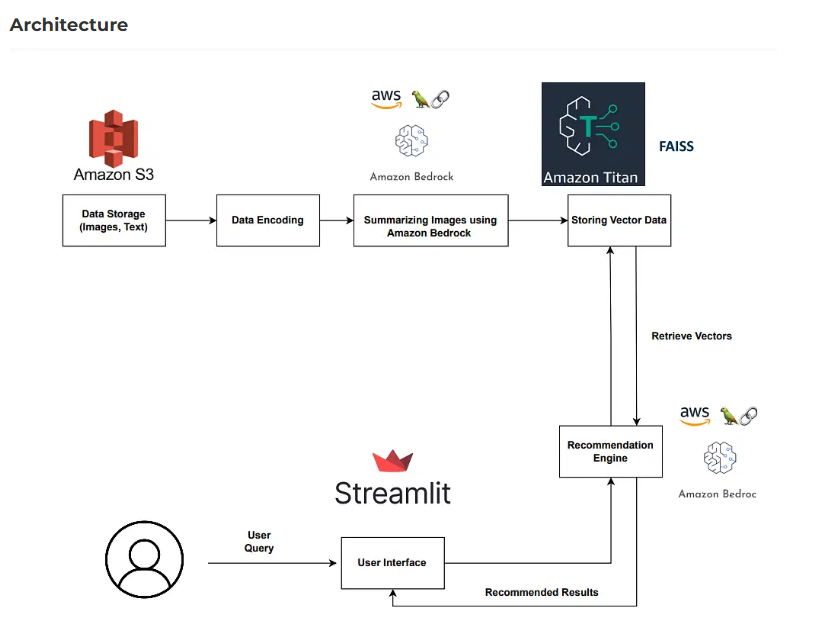 Architecture
aws
Amazon S3
Amazon Bedrock
Amazon Titan
FAISS
Data Storage
(Images, Text)
Data Encoding
Summarizing Images using
Amazon Bedrock
Storing Vector Data
Retrieve Vectors
aws
Recommendation
Engine
Amazon Bedroc
Streamlit
User
Query
User Interface
Recommended Results